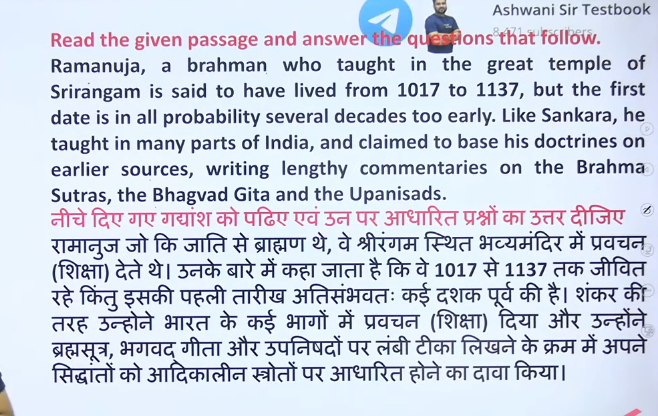 Ashwani Sir Testbook
8,471 subscribers
Read the given passage and answer the questions that follow.
Ramanuja, a brahman who taught in the great temple of
Srirangam is said to have lived from 1017 to 1137, but the first
date is in all probability several decades too early. Like Sankara, he
taught in many parts of India, and claimed to base his doctrines on
earlier sources, writing lengthy commentaries on the Brahma
Sutras, the Bhagvad Gita and the Upanisads.
नीचे दिए गए गद्यांश को पढिए एवं उन पर आधारित प्रश्नों का उत्तर दीजिए
रामानुज जो कि जाति से ब्राह्मण थे, वे श्रीरंगम स्थित भव्यमंदिर में प्रवचन
(शिक्षा) देते थे। उनके बारे में कहा जाता है कि वे 1017 से 1137 तक जीवित
रहे किंतु इसकी पहली तारीख अतिसंभवतः कई दशक पूर्व की है। शंकर की
तरह उन्होने भारत के कई भागों में प्रवचन (शिक्षा) दिया और उन्होंने
ब्रह्मसूत्र, भगवद् गीता और उपनिषदों पर लंबी टीका लिखने के क्रम में अपने
सिद्धांतों को आदिकालीन स्त्रोतों पर आधारित होने का दावा किया।